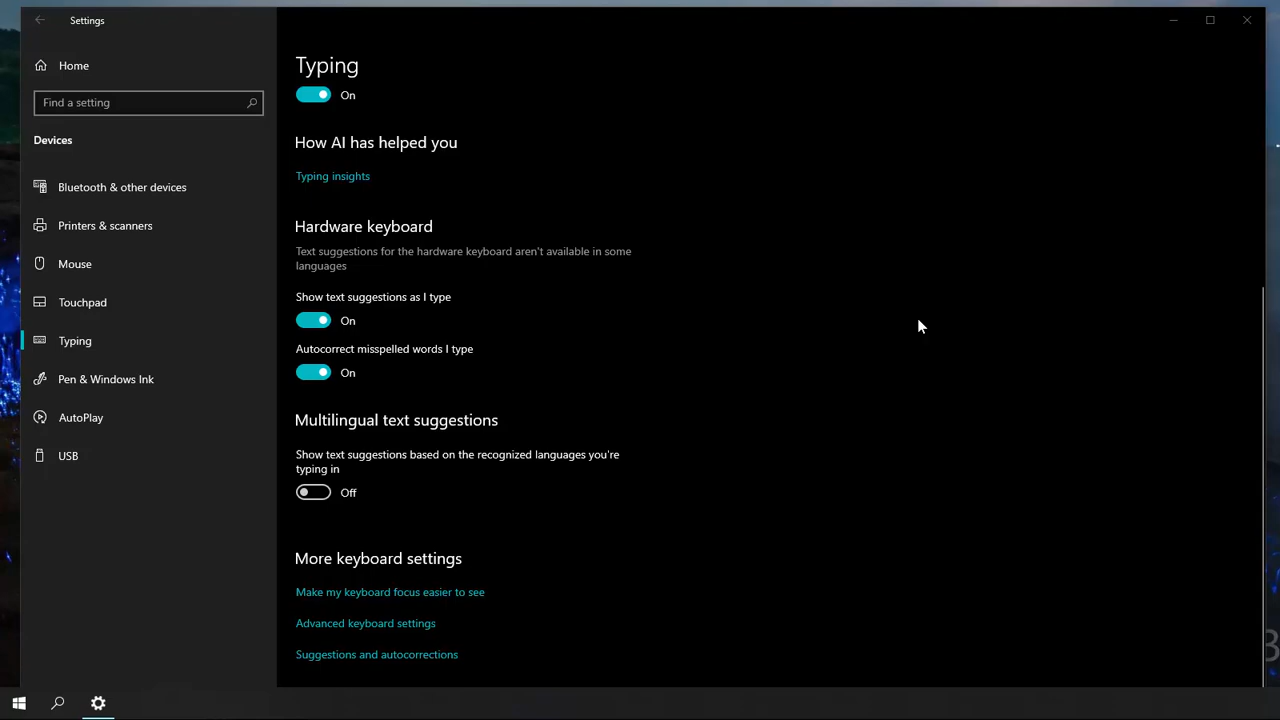 Settings
Home
Find a setting
Devices
Bluetooth & other devices
Printers & scanners
Mouse
Touchpad
Typing
Pen & Windows Ink
AutoPlay
USB
Typing
On
How AI has helped you
Typing insights
Hardware keyboard
Text suggestions for the hardware keyboard aren't available in some
languages
Show text suggestions as I type
On
Autocorrect misspelled words I type
On
Multilingual text suggestions
Show text suggestions based on the recognized languages you're
typing in
Off
More keyboard settings
Make my keyboard focus easier to see
Advanced keyboard settings
Suggestions and autocorrections